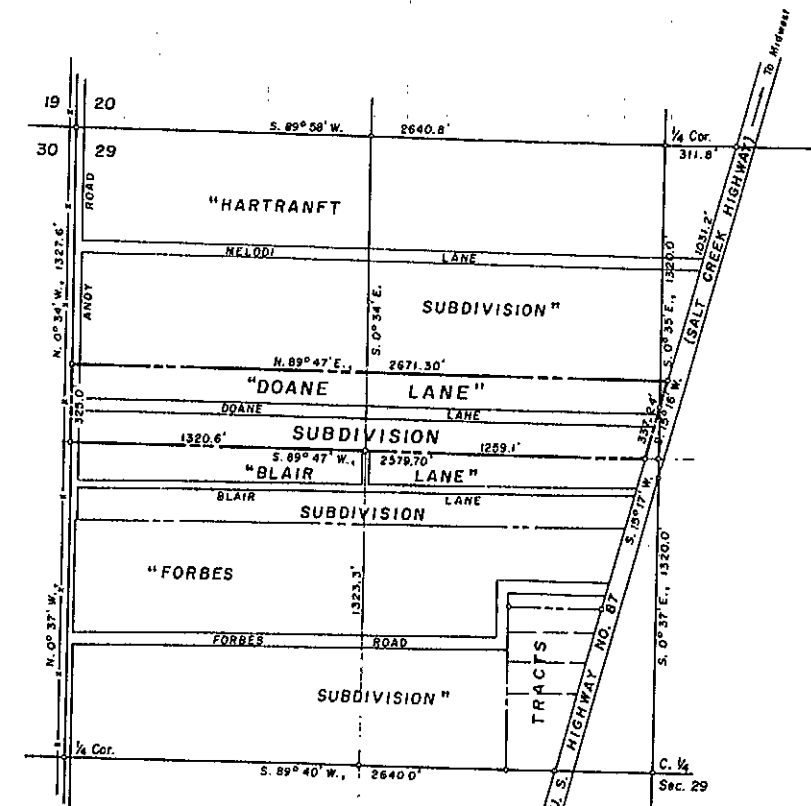 To Midwest
19 20
S. 89° 58' W. 2640.8'
1/4 Cor.
30 29
311.8'
ROAD
"HARTRANFT
(SALT CREEK HIGHWAY)
1031.2'
MELODI LANE
N. 0° 34' W., 1327.6'
ANDY
S. 0° 34' E.
S. 0° 35' E., 1320.0'
SUBDIVISION"
N. 89° 47' E., 2671.30'
"DOANE LANE"
325.0'
DOANE LANE
337.24'
S. 15° 16' W.
SUBDIVISION
1320.6' 1259.1'
S. 89° 47' W., 2579.70'
"BLAIR LANE"
BLAIR LANE
SUBDIVISION
S. 15° 17' W.
"FORBES
1323.3'
S. 0° 37' E., 1320.0'
N. 0° 37' W.,
FORBES ROAD
TRACTS
SUBDIVISION"
U.S. HIGHWAY NO. 87
1/4 Cor.
S. 89° 40' W., 2640.0'
C. 1/4
Sec. 29